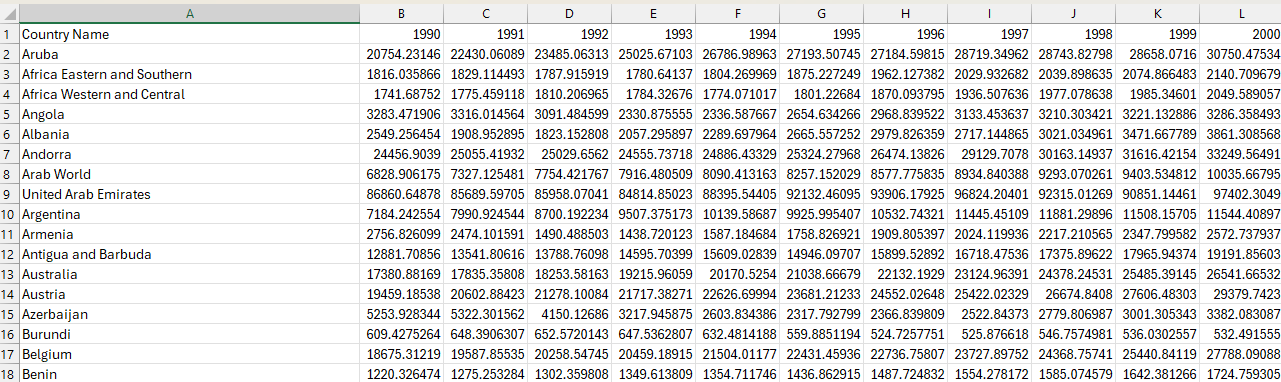 A B C D E F G H I J K L
1 Country Name 1990 1991 1992 1993 1994 1995 1996 1997 1998 1999 2000
2 Aruba 20754.23146 22430.06089 23485.06313 25025.67103 26786.98963 27193.50745 27184.59815 28719.34962 28743.82798 28658.0716 30750.47534
3 Africa Eastern and Southern 1816.035866 1829.114493 1787.915919 1780.64137 1804.269969 1875.227249 1962.127382 2029.932682 2039.898635 2074.866483 2140.709679
4 Africa Western and Central 1741.68752 1775.459118 1810.206965 1784.32676 1774.071017 1801.22684 1870.093795 1936.507636 1977.078638 1985.34601 2049.589057
5 Angola 3283.471906 3316.014564 3091.484599 2330.875555 2336.587667 2654.634266 2968.839522 3133.453637 3210.303421 3221.132886 3286.358493
6 Albania 2549.256454 1908.952895 1823.152808 2057.295897 2289.697964 2665.557252 2979.826359 2717.144865 3021.034961 3471.667789 3861.308568
7 Andorra 24456.9039 25055.41932 25029.6562 24555.73718 24886.43329 25324.27968 26474.13826 29129.7078 30163.14937 31616.42154 33249.56491
8 Arab World 6828.906175 7327.125481 7754.421767 7916.480509 8090.413163 8257.152029 8577.775835 8934.840388 9293.070261 9403.534812 10035.66795
9 United Arab Emirates 86860.64878 85689.59705 85958.07041 84814.85023 88395.54405 92132.46095 93906.17925 96824.20401 92315.01269 90851.14461 97402.3049
10 Argentina 7184.242554 7990.924544 8700.192234 9507.375173 10139.58687 9925.995407 10532.74321 11445.45109 11881.29896 11508.15705 11544.40897
11 Armenia 2756.826099 2474.101591 1490.488503 1438.720123 1587.184684 1758.826921 1909.805397 2024.119936 2217.210565 2347.799582 2572.737937
12 Antigua and Barbuda 12881.70856 13541.80616 13788.76098 14595.70399 15609.02839 14946.09707 15899.52892 16718.47536 17375.89622 17965.94374 19191.85603
13 Australia 17380.88169 17835.35808 18253.58163 19215.96059 20170.5254 21038.66679 22132.1929 23124.96391 24378.24531 25485.39145 26541.66532
14 Austria 19459.18538 20602.88423 21278.10084 21717.38271 22626.69994 23681.21233 24552.02648 25422.02329 26674.8408 27606.48303 29379.7423
15 Azerbaijan 5253.928344 5322.301562 4150.12686 3217.945875 2603.834386 2317.792799 2366.839809 2522.84373 2779.806987 3001.305343 3382.083087
16 Burundi 609.4275264 648.3906307 652.5720143 647.5362807 632.4814188 559.8851194 524.7257751 525.876618 546.7574981 536.0302557 532.491555
17 Belgium 18675.31219 19587.85535 20258.54745 20459.18915 21504.01177 22431.45936 22736.75807 23727.89752 24368.75741 25440.84119 27788.09088
18 Benin 1220.326474 1275.253284 1302.359808 1349.613809 1354.711746 1436.862915 1487.724832 1554.278172 1585.074579 1642.381266 1724.759305